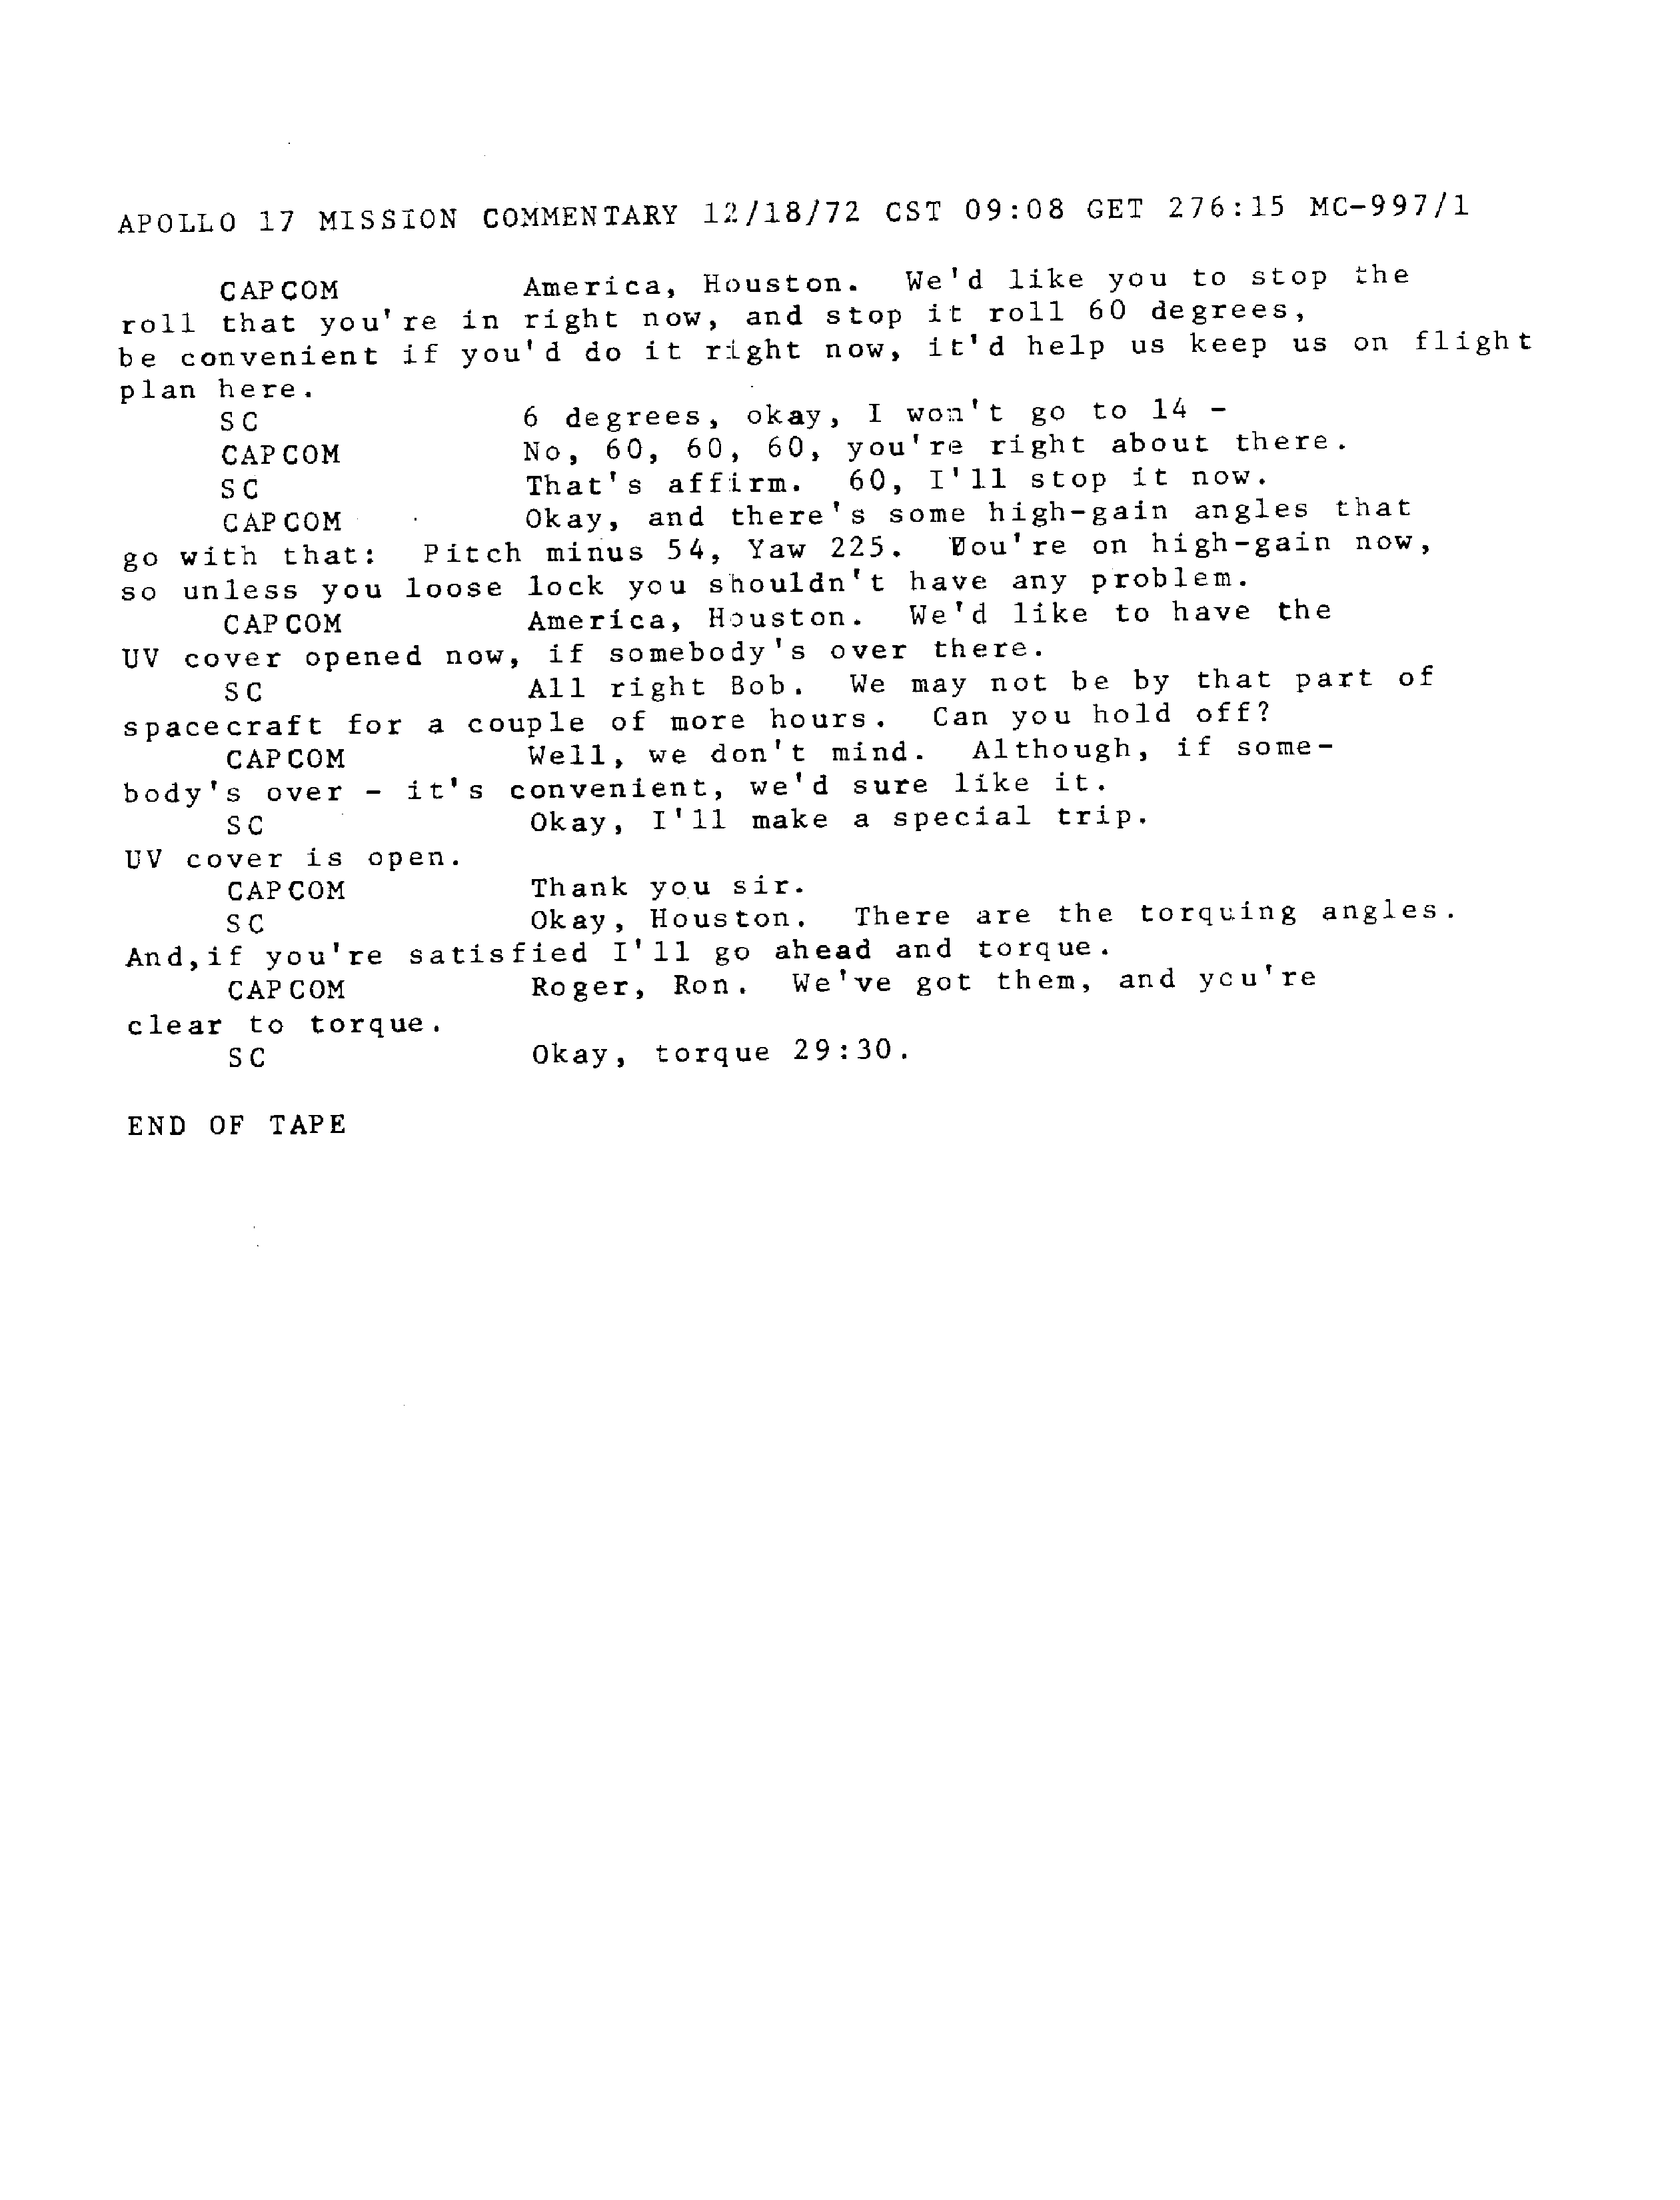 APOLLO 17 MISSION COMMENTARY 12/18/72 CST 09:08 GET 276:15 MC-997/1
CAPCOM America, Houston. We'd like you to stop the
roll that you're in right now, and stop it roll 60 degrees,
be convenient if you'd do it right now, it'd help us keep us on flight
plan here.
SC 6 degrees, okay, I won't go to 14 -
CAPCOM No, 60, 60, 60, you're right about there.
SC That's affirm. 60, I'll stop it now.
CAPCOM Okay, and there's some high-gain angles that
go with that: Pitch minus 54, Yaw 225. You're on high-gain now,
so unless you loose lock you shouldn't have any problem.
CAPCOM America, Houston. We'd like to have the
UV cover opened now, if somebody's over there.
SC All right Bob. We may not be by that part of
spacecraft for a couple of more hours. Can you hold off?
CAPCOM Well, we don't mind. Although, if some-
body's over - it's convenient, we'd sure like it.
SC Okay, I'll make a special trip.
UV cover is open.
CAPCOM Thank you sir.
SC Okay, Houston. There are the torquing angles.
And,if you're satisfied I'll go ahead and torque.
CAPCOM Roger, Ron. We've got them, and you're
clear to torque.
SC Okay, torque 29:30.
END OF TAPE